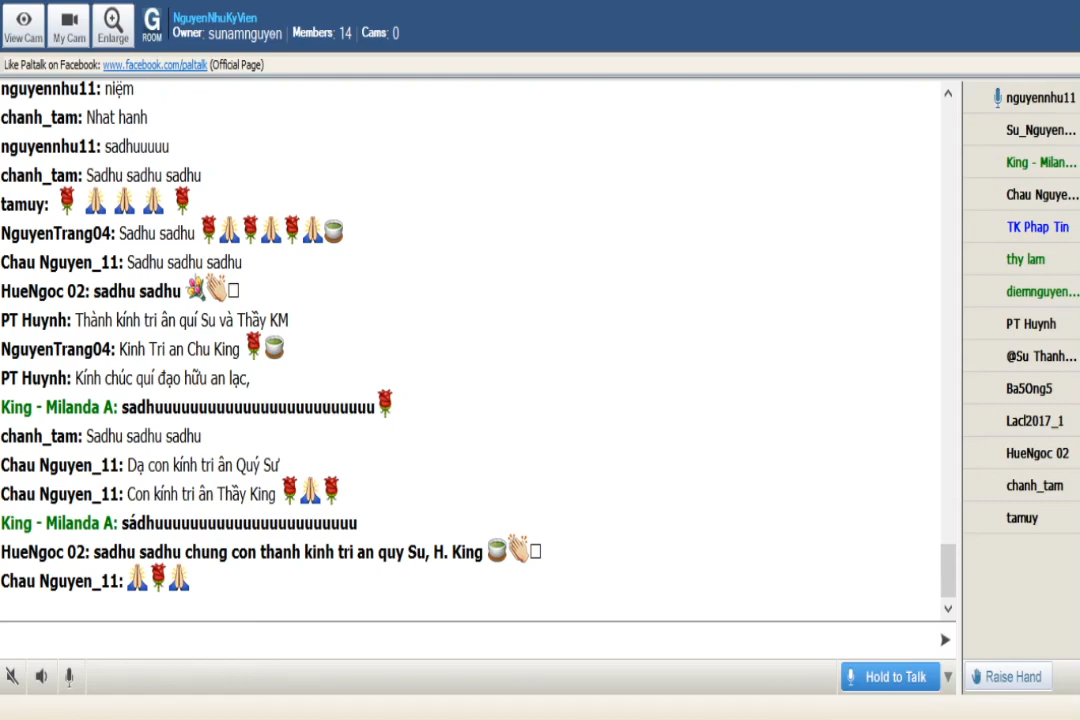 View Cam
My Cam
Enlarge
G
ROOM
NguyenNhuKyVien
Owner: sunamnguyen | Members: 14 | Cams: 0
Like Paltalk on Facebook: www.facebook.com/paltalk (Official Page)
nguyennhu11: niệm
chanh_tam: Nhat hanh
nguyennhu11: sadhuuuuu
chanh_tam: Sadhu sadhu sadhu
tamuy: 🌹 🙏 🙏 🙏 🌹
NguyenTrang04: Sadhu sadhu 🌹🙏🌹🙏🌹🙏🍵
Chau Nguyen_11: Sadhu sadhu sadhu
HueNgoc 02: sadhu sadhu 💐👏□
PT Huynh: Thành kính tri ân quí Su và Thầy KM
NguyenTrang04: Kinh Tri an Chu King 🌹🍵
PT Huynh: Kính chúc quí đạo hữu an lạc,
King - Milanda A: sadhuuuuuuuuuuuuuuuuuuuuuuuuu🌹
chanh_tam: Sadhu sadhu sadhu
Chau Nguyen_11: Dạ con kính tri ân Quý Sư
Chau Nguyen_11: Con kính tri ân Thầy King 🌹🙏🌹
King - Milanda A: sádhuuuuuuuuuuuuuuuuuuuuuuu
HueNgoc 02: sadhu sadhu chung con thanh kinh tri an quy Su, H. King 🍵👏□
Chau Nguyen_11: 🙏🌹🙏
Hold to Talk
nguyennhu11
Su_Nguyen...
King - Milan...
Chau Nguye...
TK Phap Tin
thy lam
diemnguyen...
PT Huynh
@Su Thanh...
Ba5Ong5
Lacl2017_1
HueNgoc 02
chanh_tam
tamuy
Raise Hand